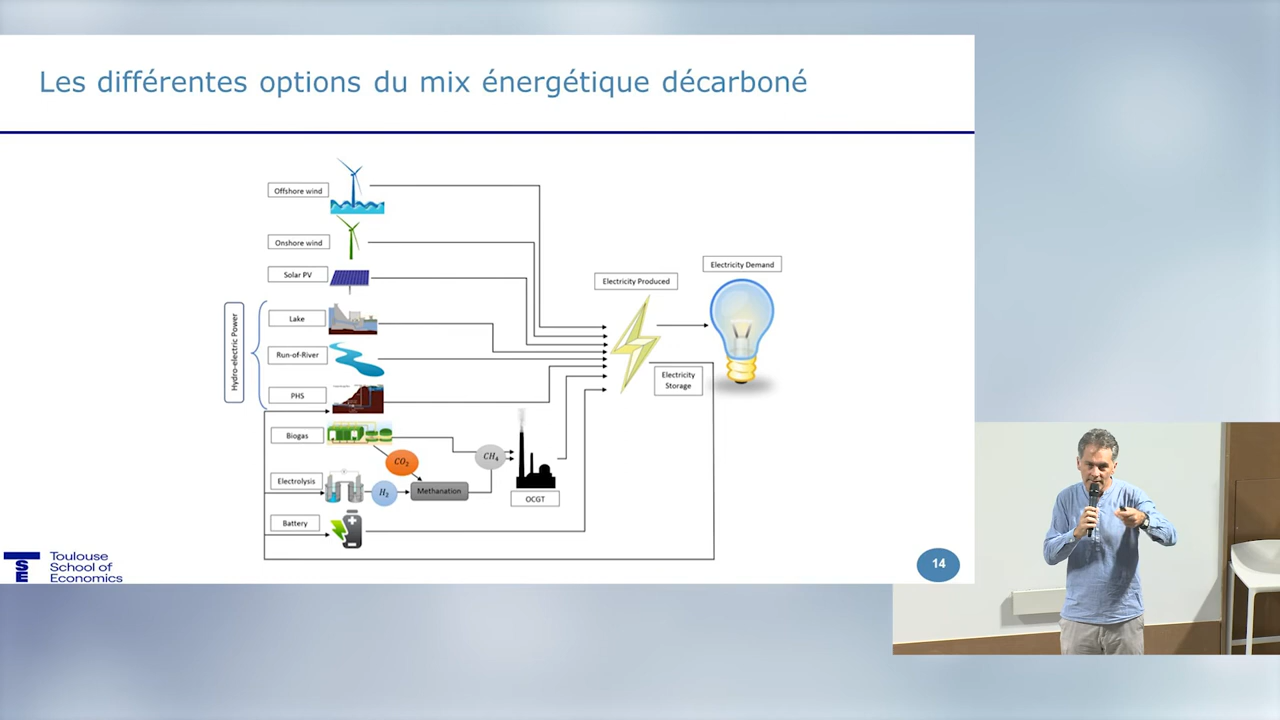 Les différentes options du mix énergétique décarboné
Offshore wind
Onshore wind
Solar PV
Hydro-electric Power
Lake
Run-of-River
PHS
Biogas
Electrolysis
Battery
CO2
H2
Methanation
CH4
OCGT
Electricity Produced
Electricity Demand
Electricity
Storage
TSE
Toulouse
School of
Economics
14